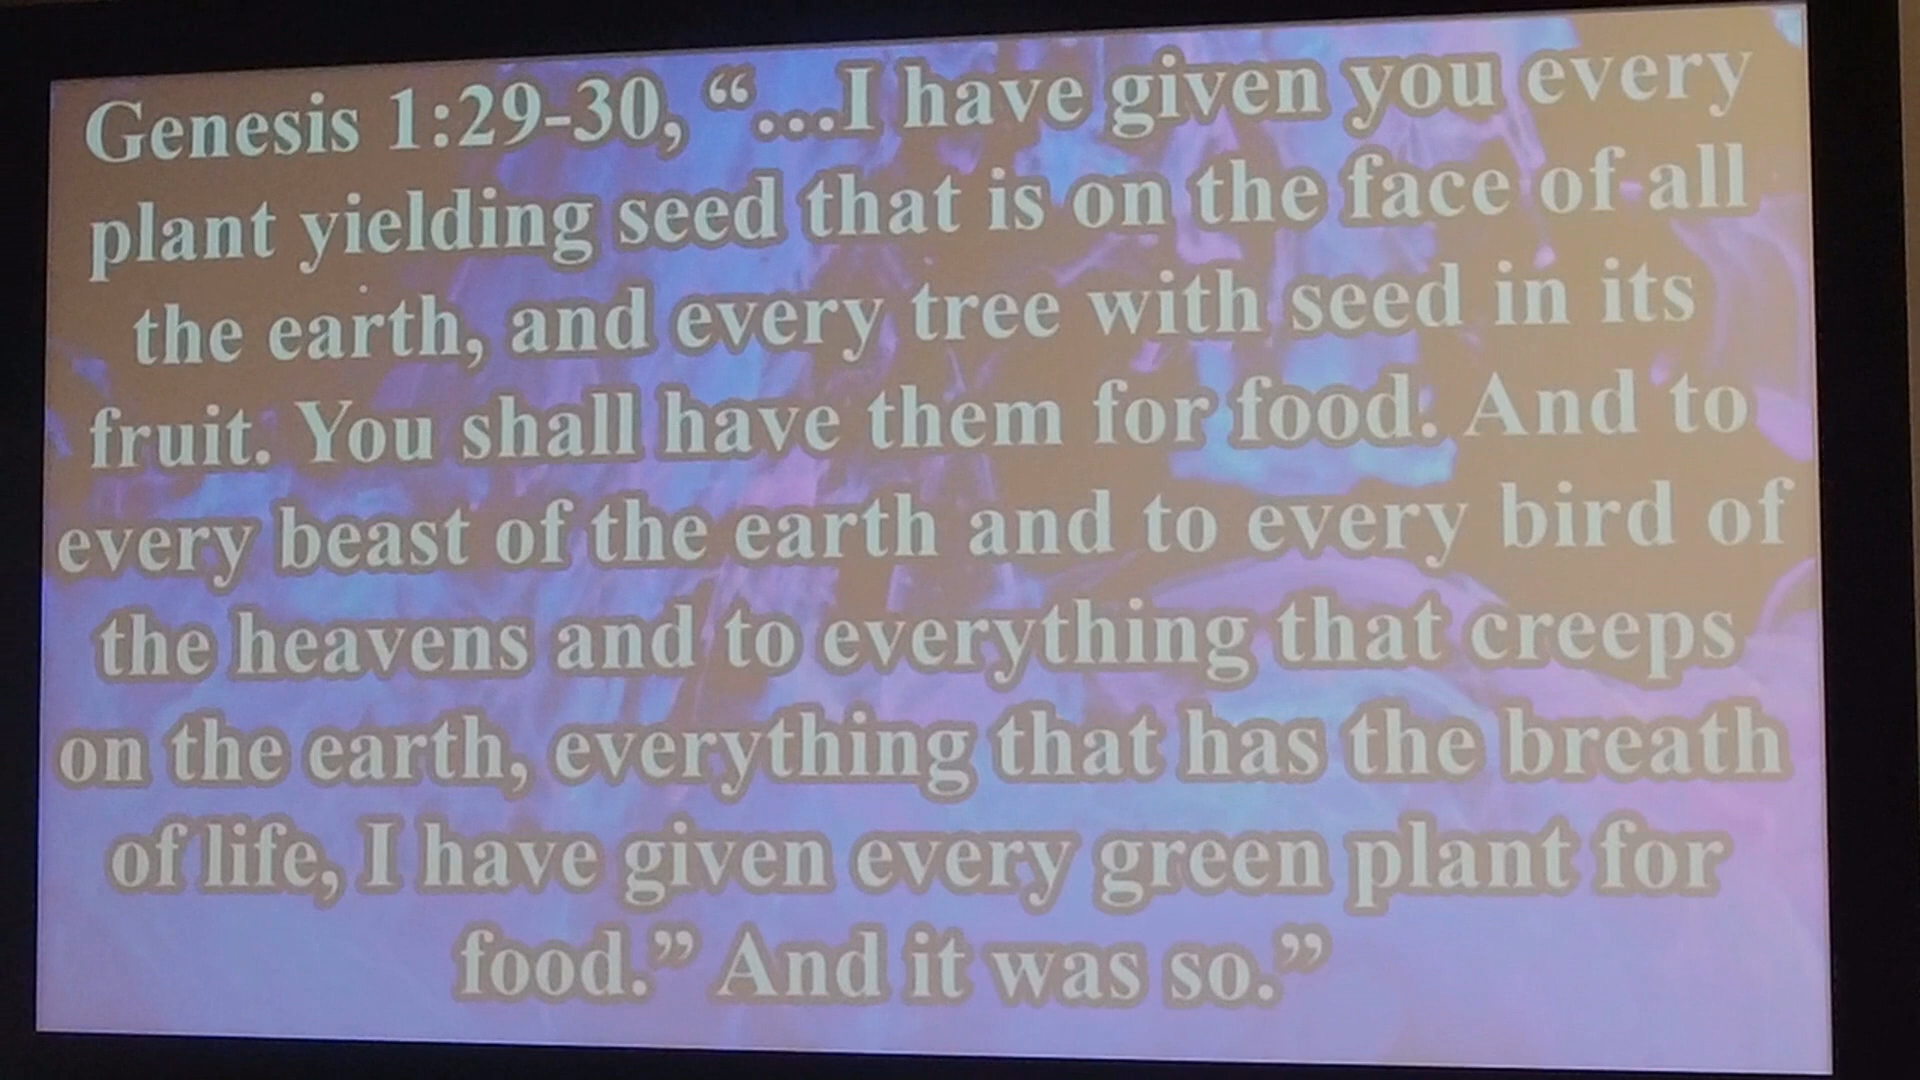 Genesis 1:29-30, “...I have given you every
plant yielding seed that is on the face of all
the earth, and every tree with seed in its
fruit. You shall have them for food. And to
every beast of the earth and to every bird of
the heavens and to everything that creeps
on the earth, everything that has the breath
of life, I have given every green plant for
food.” And it was so.”